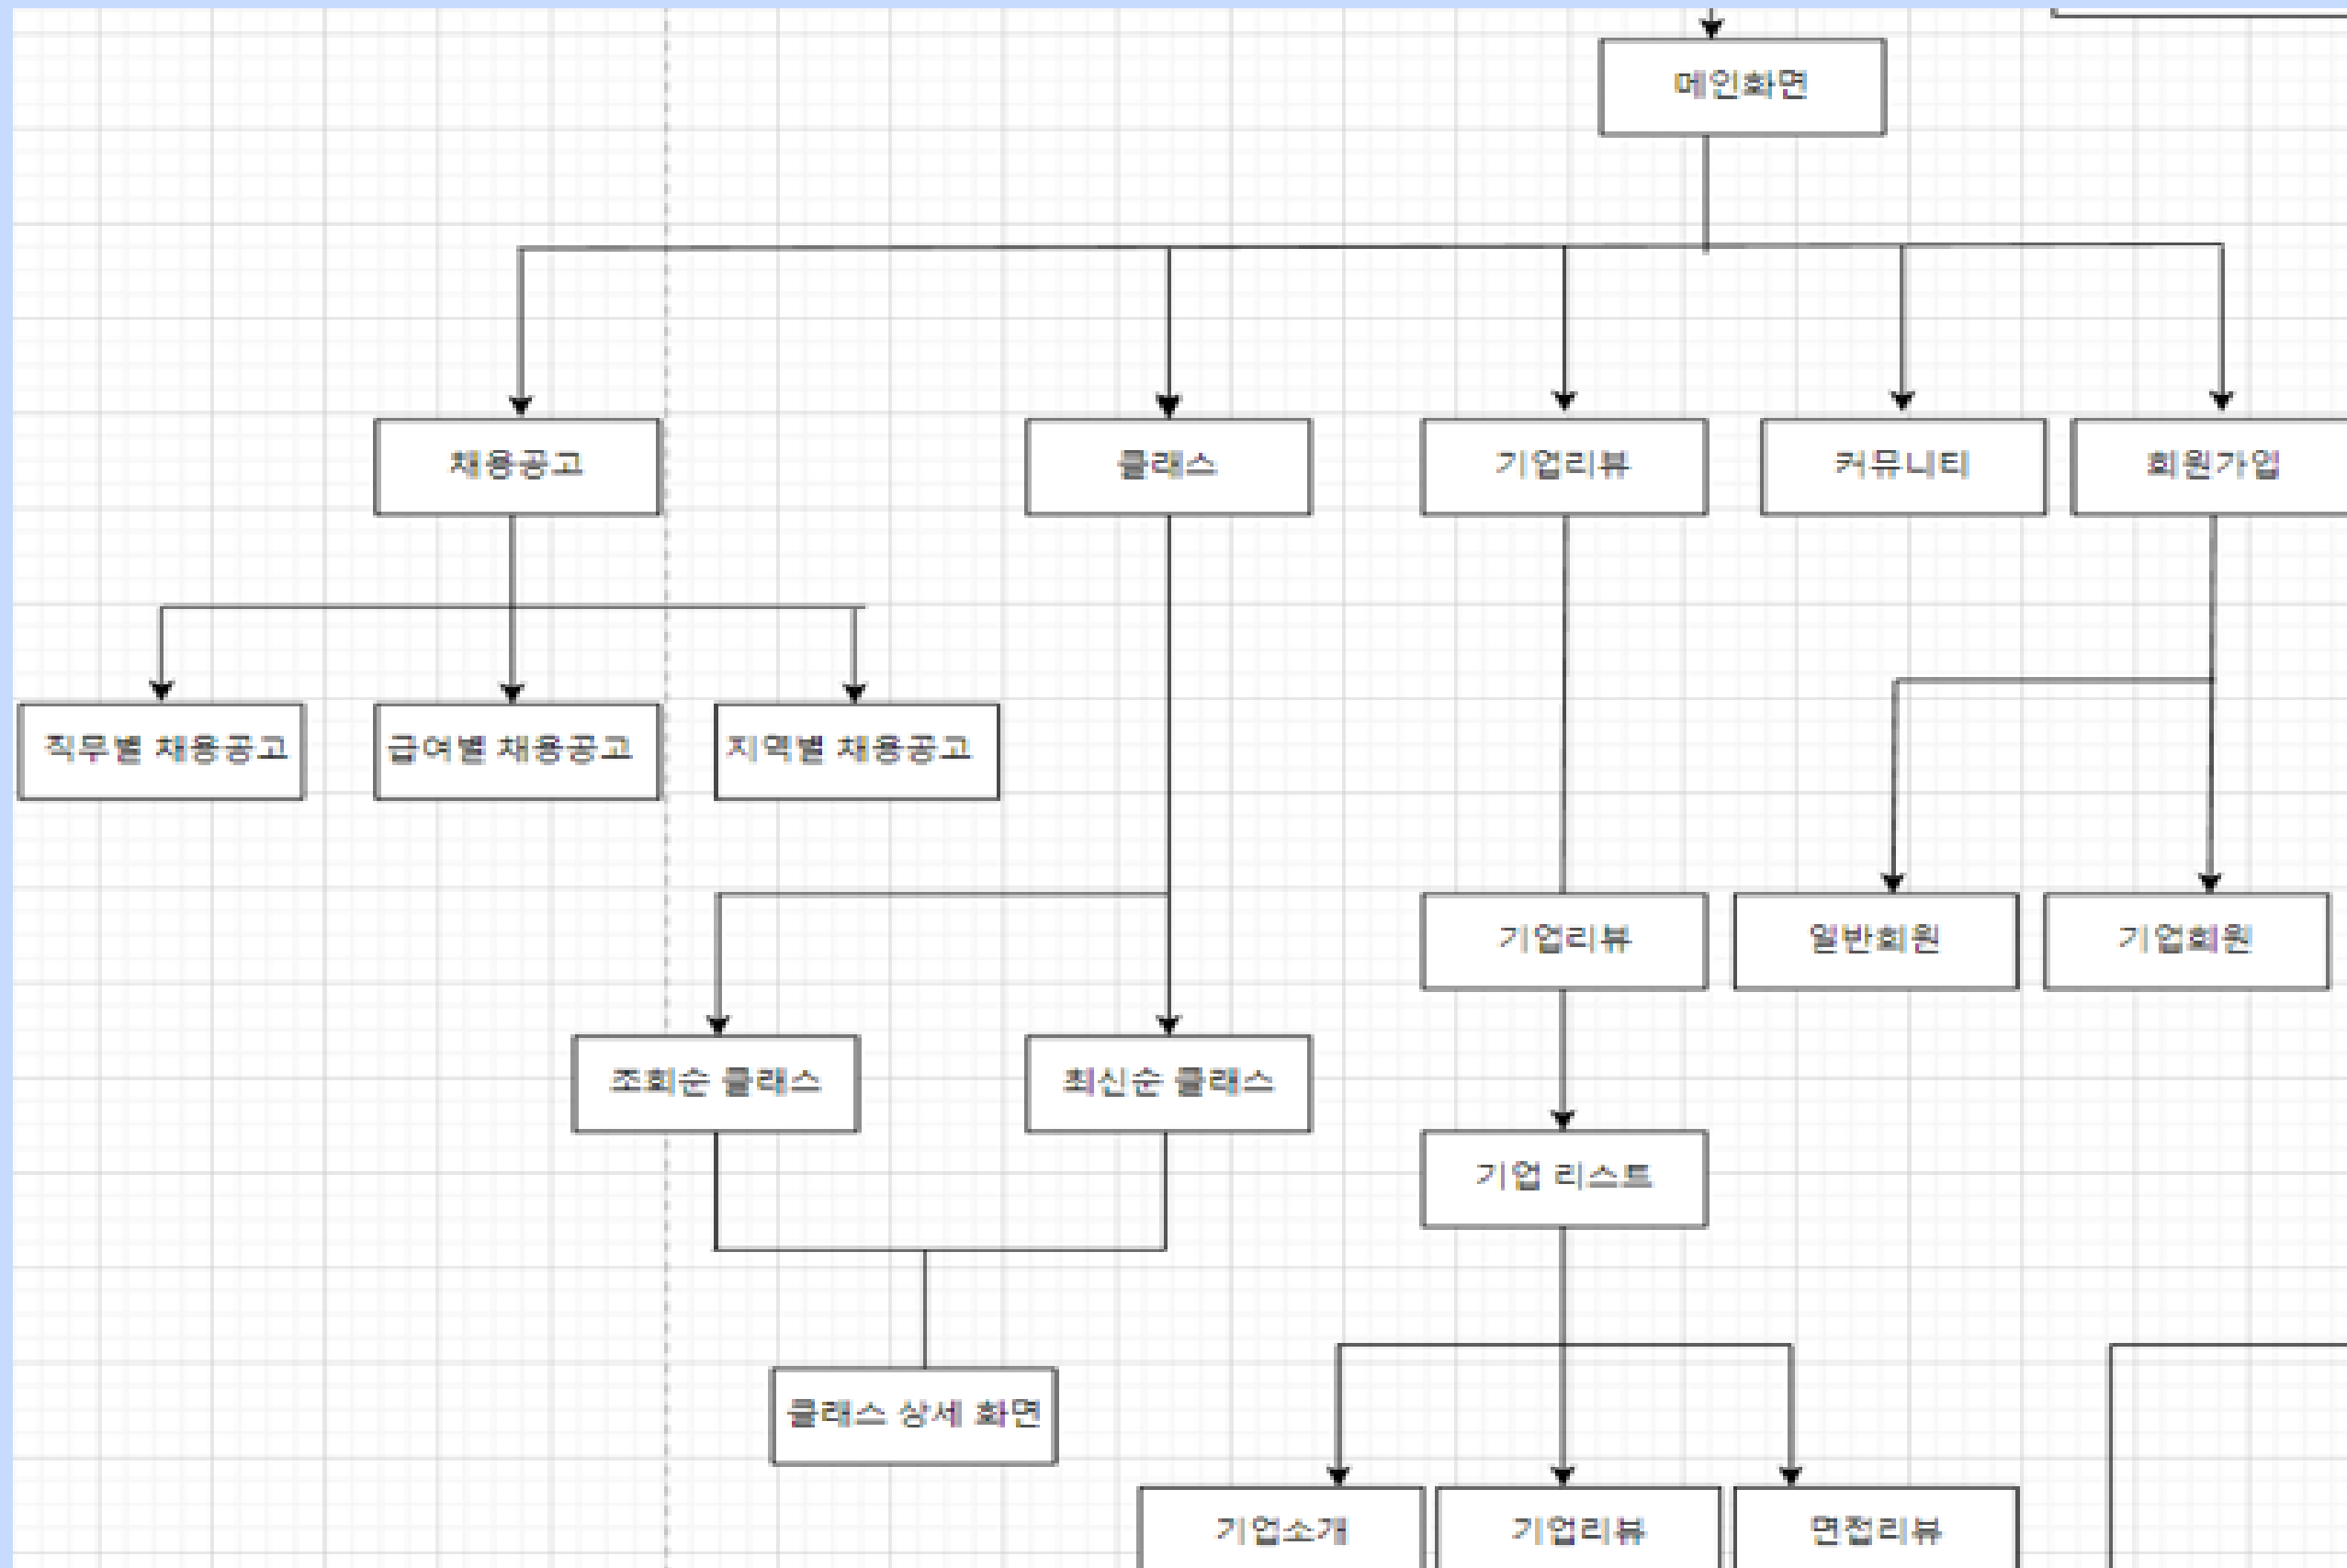 메인화면
채용공고
클래스
기업리뷰
커뮤니티
회원가입
직무별 채용공고
급여별 채용공고
지역별 채용공고
기업리뷰
일반회원
기업회원
조회순 클래스
최신순 클래스
기업 리스트
클래스 상세 화면
기업소개
기업리뷰
면접리뷰